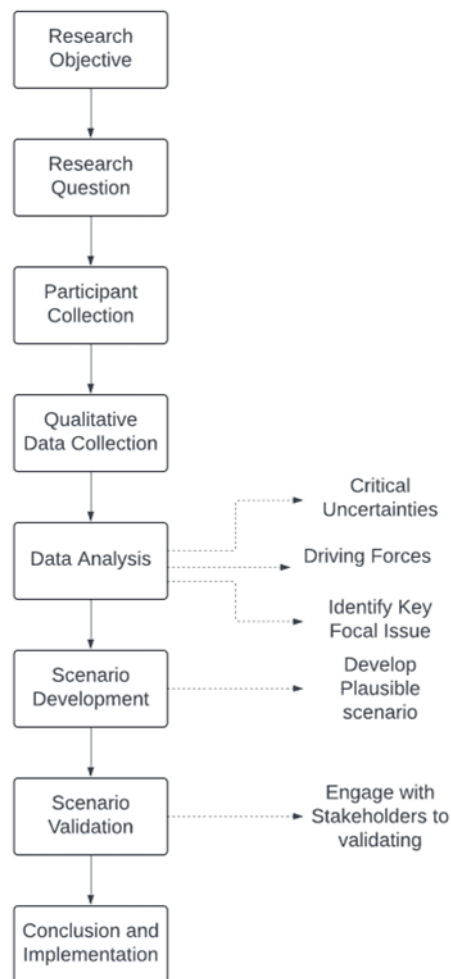 Research
Objective
Research
Question
Participant
Collection
Qualitative
Data Collection
Data Analysis
Critical
Uncertainties
Driving Forces
Identify Key
Focal Issue
Scenario
Development
Develop
Plausible
scenario
Scenario
Validation
Engage with
Stakeholders to
validating
Conclusion and
Implementation